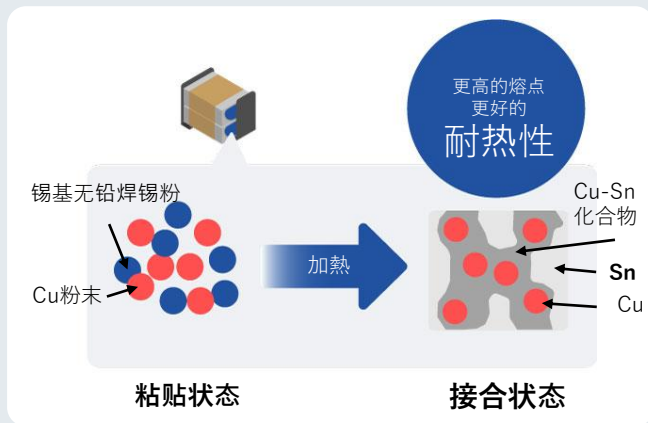 更高的熔点
更好的
耐热性
锡基无铅焊锡粉
Cu粉末
加熱
Cu-Sn
化合物
Sn
Cu
粘贴状态
接合状态